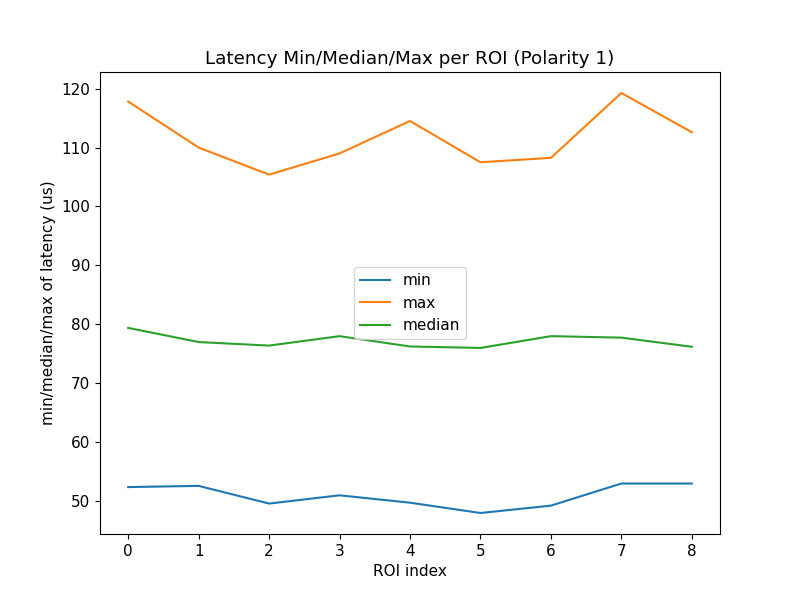 Latency Min/Median/Max per ROI (Polarity 1)
min/median/max of latency (us)
120
110
100
90
80
70
60
50
min
max
median
0 1 2 3 4 5 6 7 8
ROI index